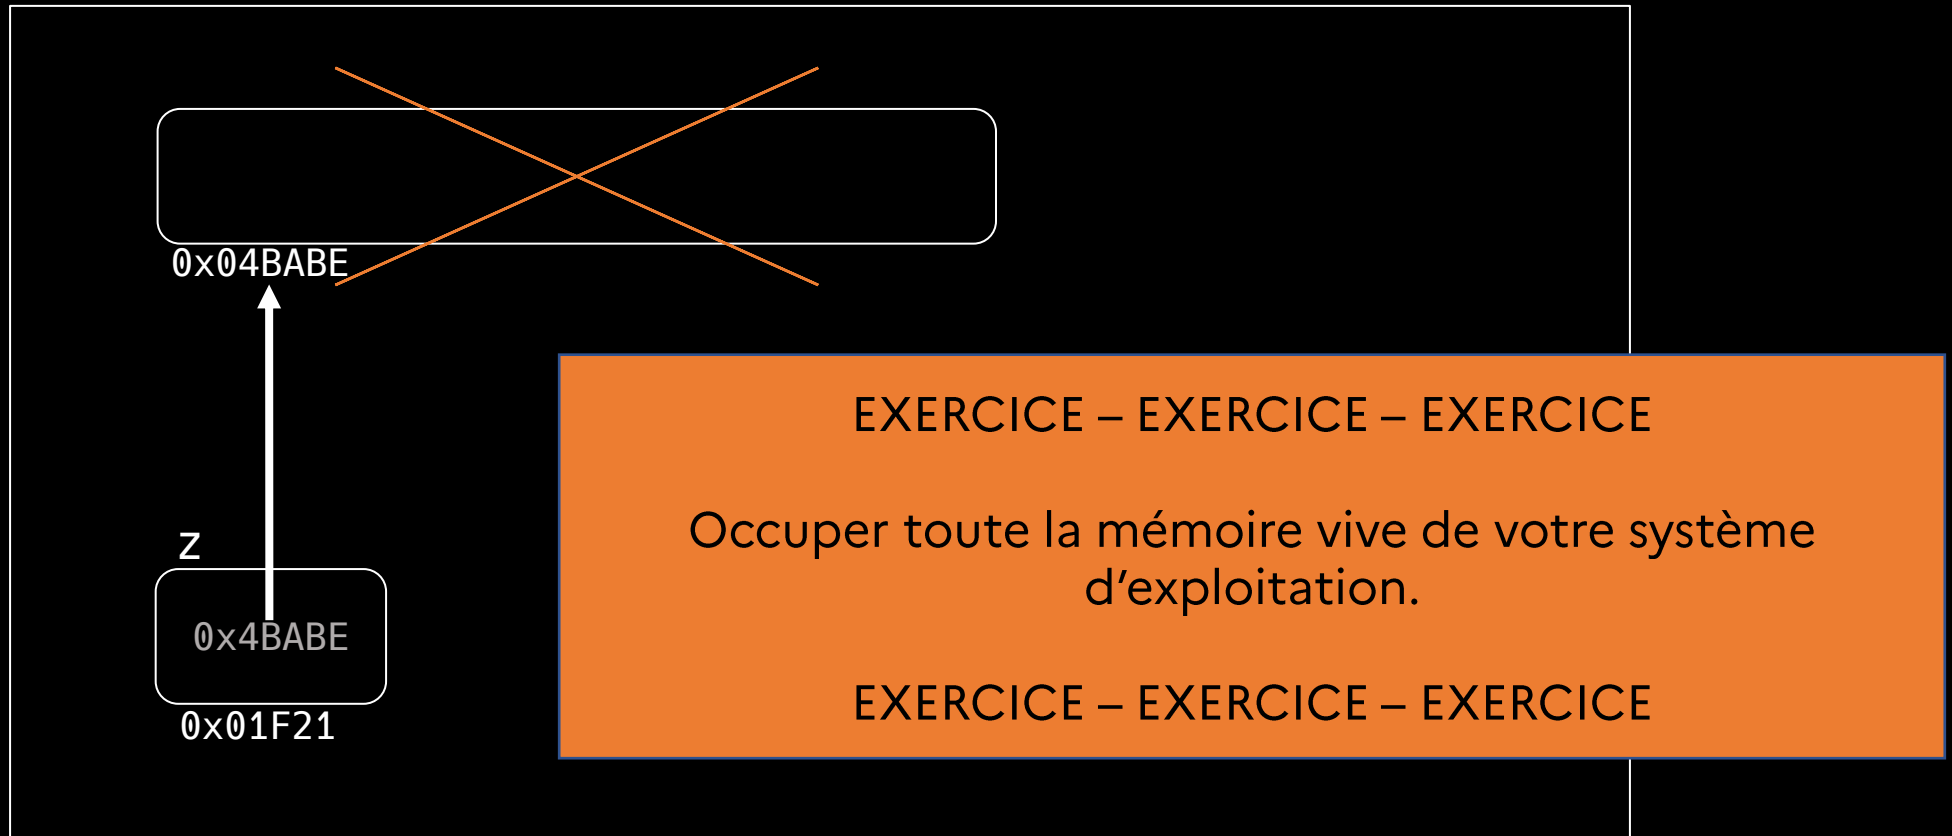 0x04BABE
z
0x4BABE
0x01F21
EXERCICE – EXERCICE – EXERCICE
Occuper toute la mémoire vive de votre système
d’exploitation.
EXERCICE – EXERCICE – EXERCICE